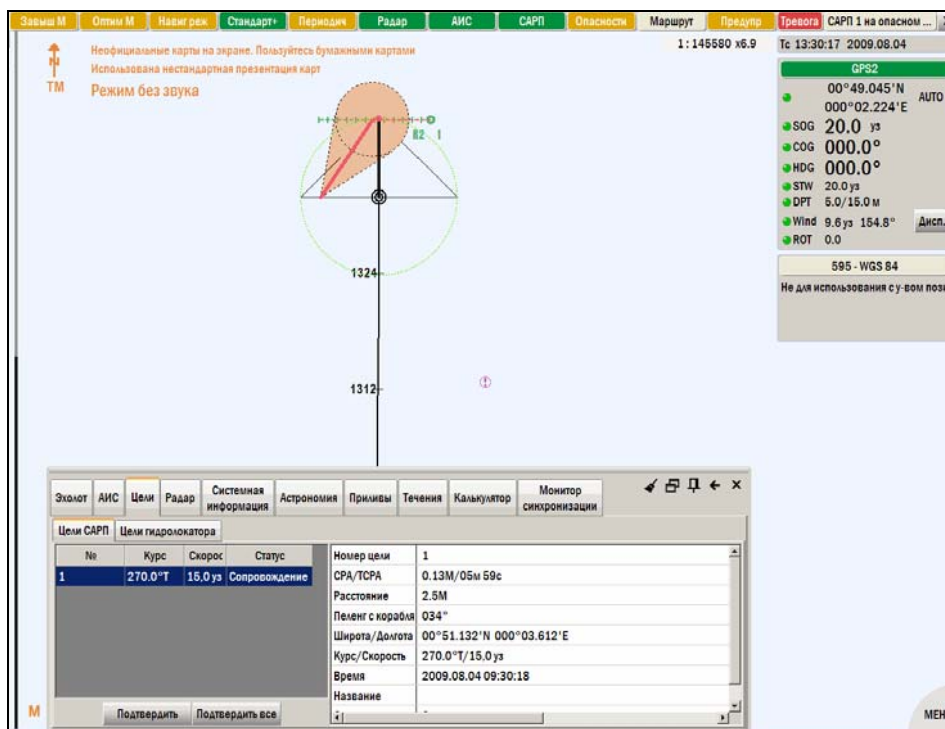 Завыш М Оптим М Навиг реж Стандарт+ Периодич Радар АИС САРП Опасности Маршрут Предупр Тревога САРП 1 на опасном ...
1: 145580 x6.9 Тс 13:30:17 2009.08.04
Неофициальные карты на экране. Пользуйтесь бумажными картами
Использована нестандартная презентация карт
Режим без звука
ТМ
GPS2
00°49.045'N
000°02.224'E
AUTO
SOG 20.0 уз
COG 000.0°
HDG 000.0°
STW 20.0 уз
DPT 5.0/15.0 м
Wind 9.6 уз 154.8° Дисп.
ROT 0.0
595 - WGS 84
Не для использования с у-вом
R2 1
1324
1312
Эхолот АИС Цели Радар Системная информация Астрономия Приливы Течения Калькулятор Монитор синхронизации
Цели САРП Цели гидролокатора
№ Курс Скорос Статус
1 270.0°T 15,0 уз Сопровождение
Номер цели 1
CPA/TCPA 0.13М/05м 59с
Расстояние 2.5М
Пеленг с корабля 034°
Широта/Долгота 00°51.132'N 000°03.612'E
Курс/Скорость 270.0°T/15.0 уз
Время 2009.08.04 09:30:18
Название
Подтвердить Подтвердить все
М
МЕН